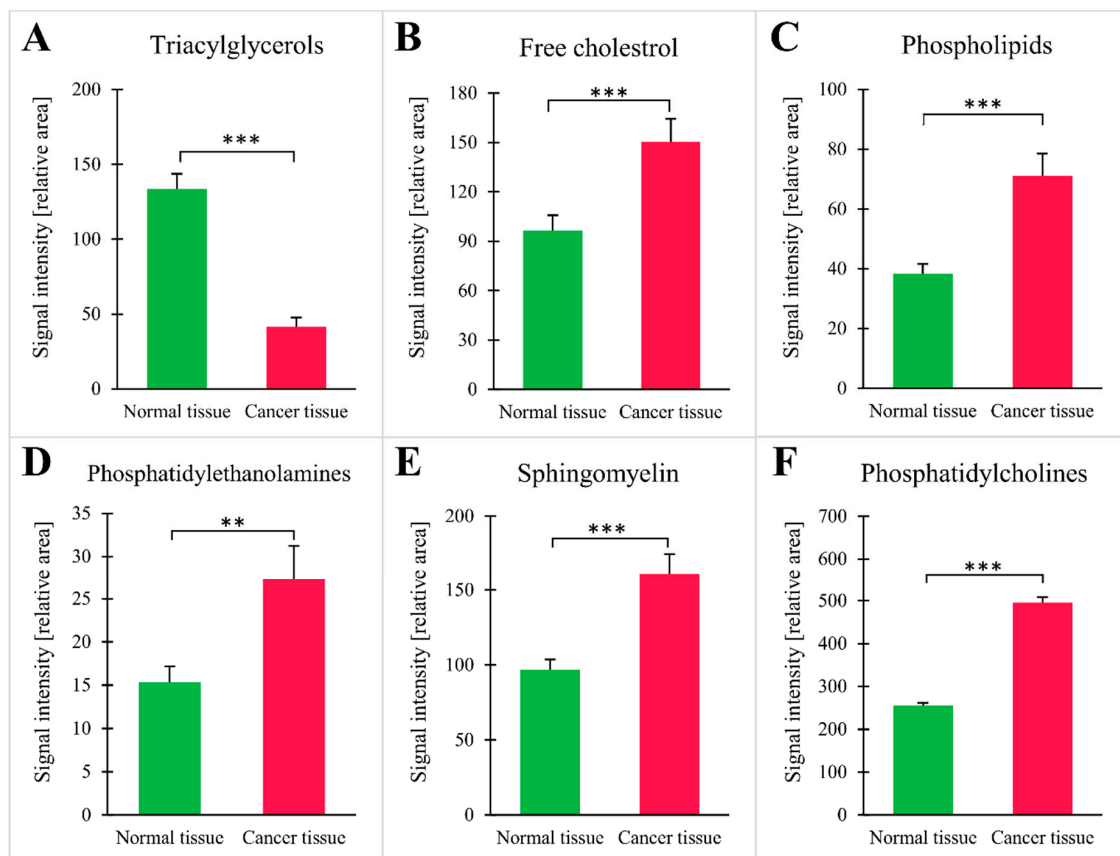 A
Triacylglycerols
Signal intensity [relative area]
200
150
100
50
0
***
Normal tissue
Cancer tissue
B
Free cholestrol
Signal intensity [relative area]
180
150
120
90
60
30
0
***
Normal tissue
Cancer tissue
C
Phospholipids
Signal intensity [relative area]
100
80
60
40
20
0
***
Normal tissue
Cancer tissue
D
Phosphatidylethanolamines
Signal intensity [relative area]
35
30
25
20
15
10
5
0
**
Normal tissue
Cancer tissue
E
Sphingomyelin
Signal intensity [relative area]
200
150
100
50
0
***
Normal tissue
Cancer tissue
F
Phosphatidylcholines
Signal intensity [relative area]
700
600
500
400
300
200
100
0
***
Normal tissue
Cancer tissue